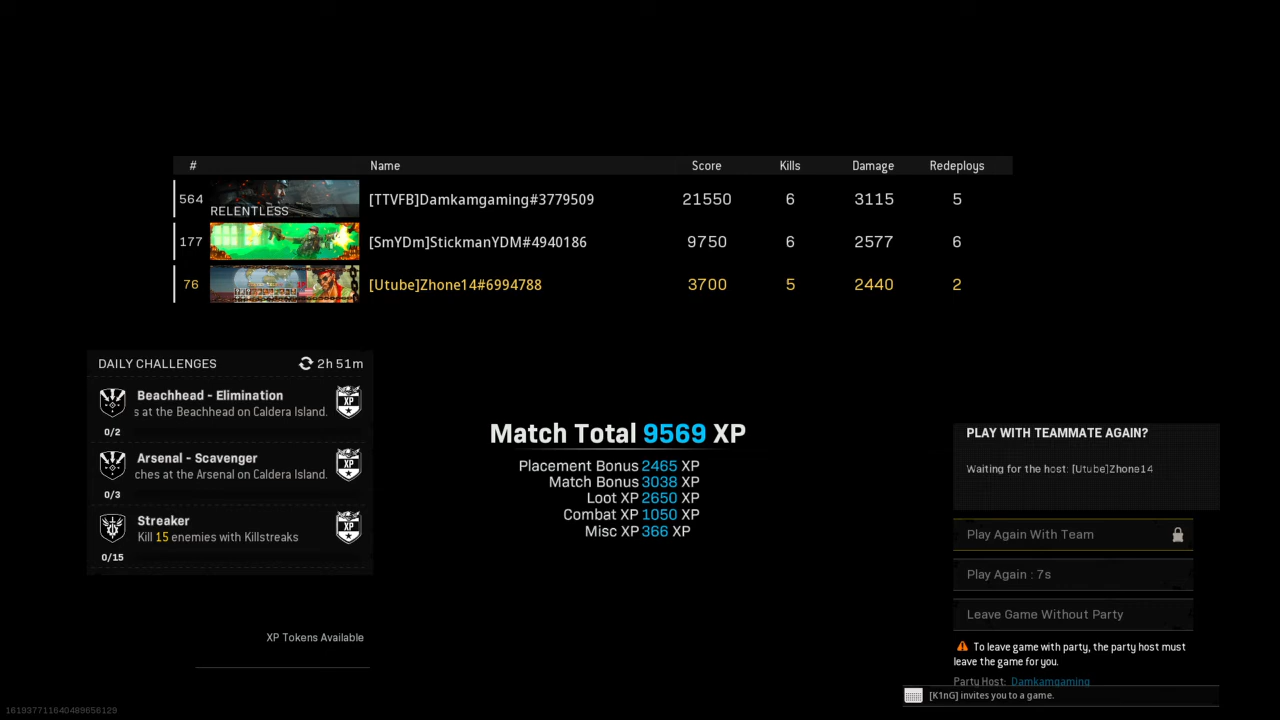 # Name Score Kills Damage Redeploys
564 RELENTLESS [TTVFB]Damkamgaming#3779509 21550 6 3115 5
177 [SmYDm]StickmanYDM#4940186 9750 6 2577 6
76 [Utube]Zhone14#6994788 3700 5 2440 2
DAILY CHALLENGES 2h 51m
Beachhead - Elimination
s at the Beachhead on Caldera Island.
XP
0/2
Arsenal - Scavenger
ches at the Arsenal on Caldera Island.
XP
0/3
Streaker
Kill 15 enemies with Killstreaks
XP
0/15
XP Tokens Available
Match Total 9569 XP
Placement Bonus 2465 XP
Match Bonus 3038 XP
Loot XP 2650 XP
Combat XP 1050 XP
Misc XP 366 XP
PLAY WITH TEAMMATE AGAIN?
Waiting for the host: [Utube]Zhone14
Play Again With Team
Play Again : 7s
Leave Game Without Party
To leave game with party, the party host must
leave the game for you.
Party Host: Damkamgaming
[K1nG] invites you to a game.